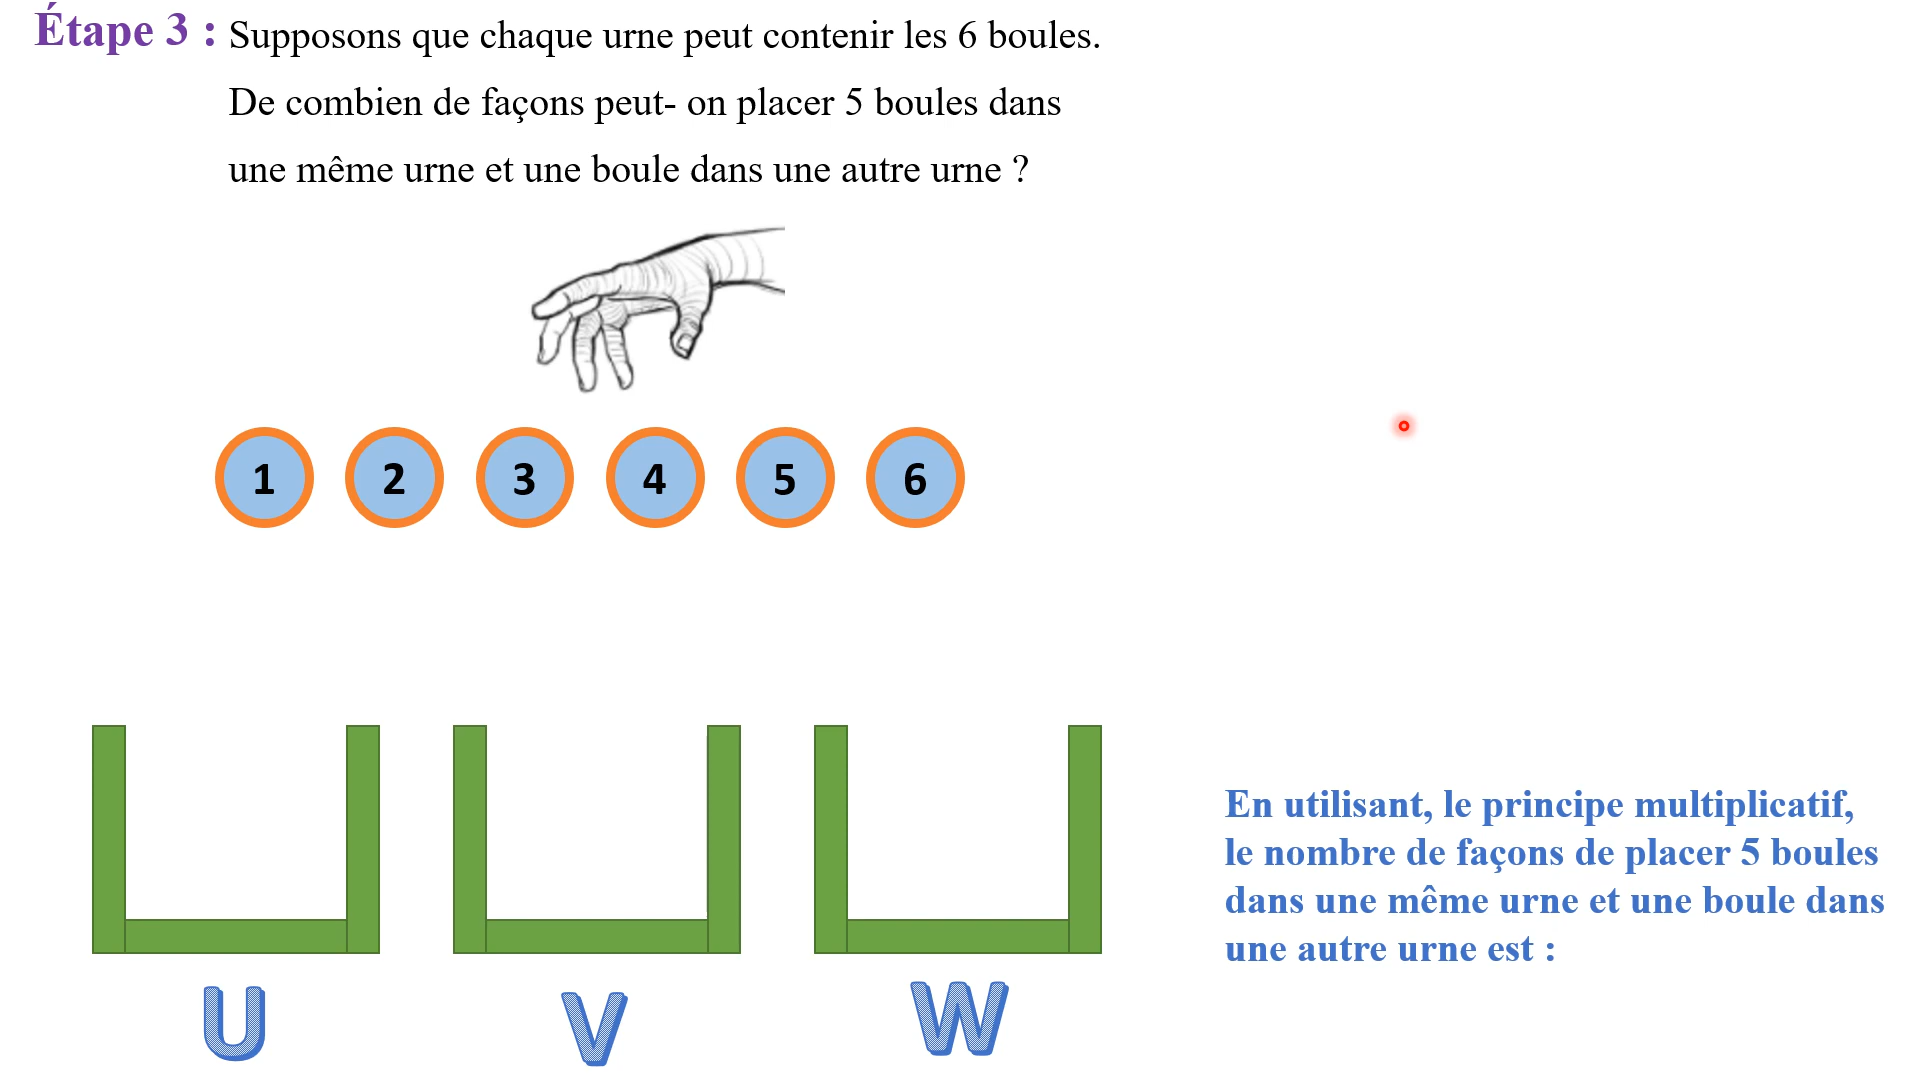 Étape 3 : Supposons que chaque urne peut contenir les 6 boules.
De combien de façons peut- on placer 5 boules dans
une même urne et une boule dans une autre urne ?
1 2 3 4 5 6
En utilisant, le principe multiplicatif,
le nombre de façons de placer 5 boules
dans une même urne et une boule dans
une autre urne est :
U V W